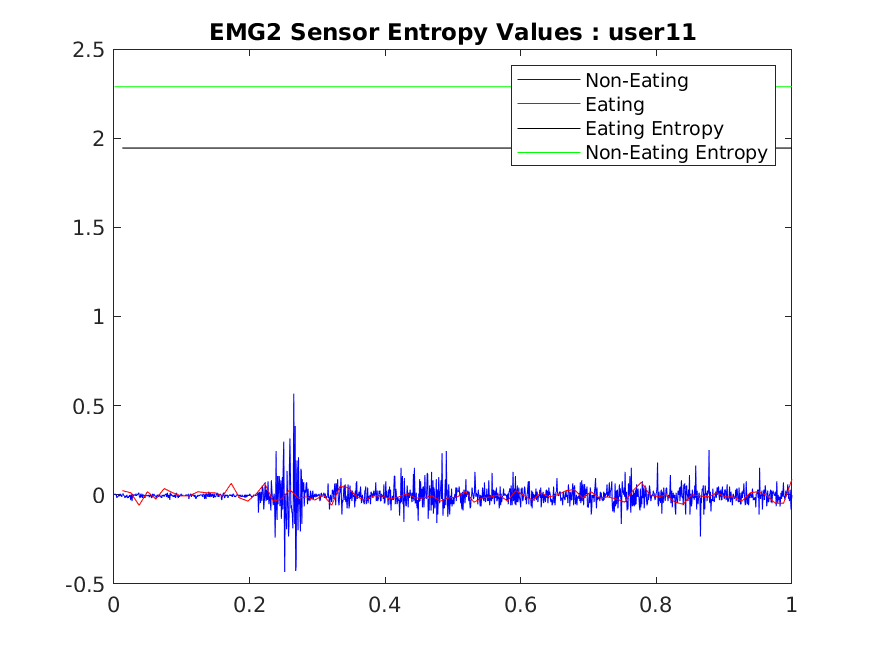 EMG2 Sensor Entropy Values : user11
2.5
2
1.5
1
0.5
0
-0.5
0
0.2
0.4
0.6
0.8
1
Non-Eating
Eating
Eating Entropy
Non-Eating Entropy